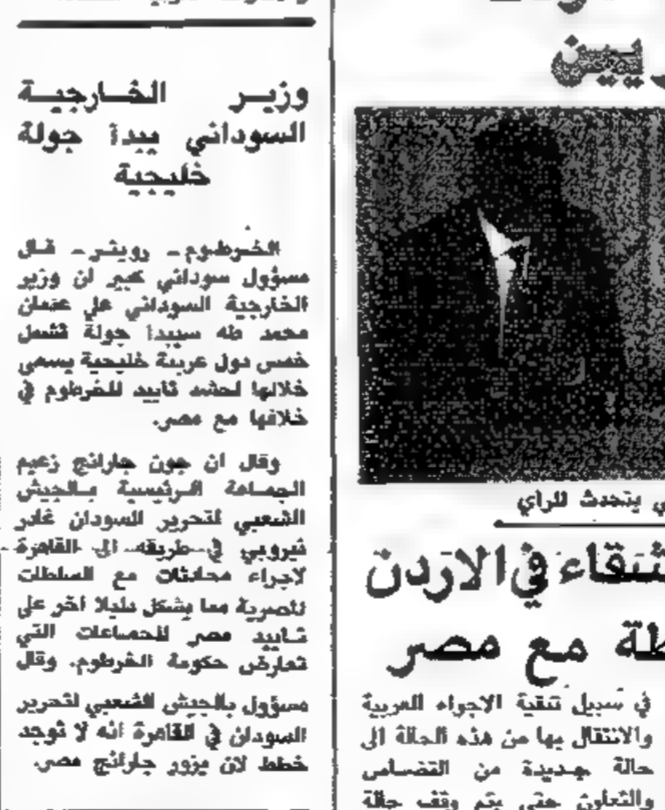 وزيــر الخــارجيــة
السوداني يبدأ جولة
خليجية
الخرطوم ـ رويتر ـ قال
مسؤول سوداني كبير ان وزير
الخارجية السوداني علي عثمان
محمد طه سيبدأ جولة تشمل
خمس دول عربية خليجية يسعى
خلالها لحشد تأييد للخرطوم في
خلافها مع مصر.
وقال ان جون جارانج زعيم
الجماعة الرئيسية بالجيش
الشعبي لتحرير السودان غادر
نيروبي في طريقه الى القاهرة
لاجراء محادثات مع السلطات
المصرية مما يشكل دليلا آخر على
تأييد مصر للجماعات التي
تعارض حكومة الخرطوم. وقال
مسؤول بالجيش الشعبي لتحرير
السودان في القاهرة انه لا توجد
خطط لان يزور جارانج مصر.
يتحدث للرأي
في الاردن
مع مصر
في سبيل تنقية الاجواء العربية
والانتقال بها من هذه الحالة الى
حالة جديدة من التضامن
والتعاون حتى يتم وقف حالة